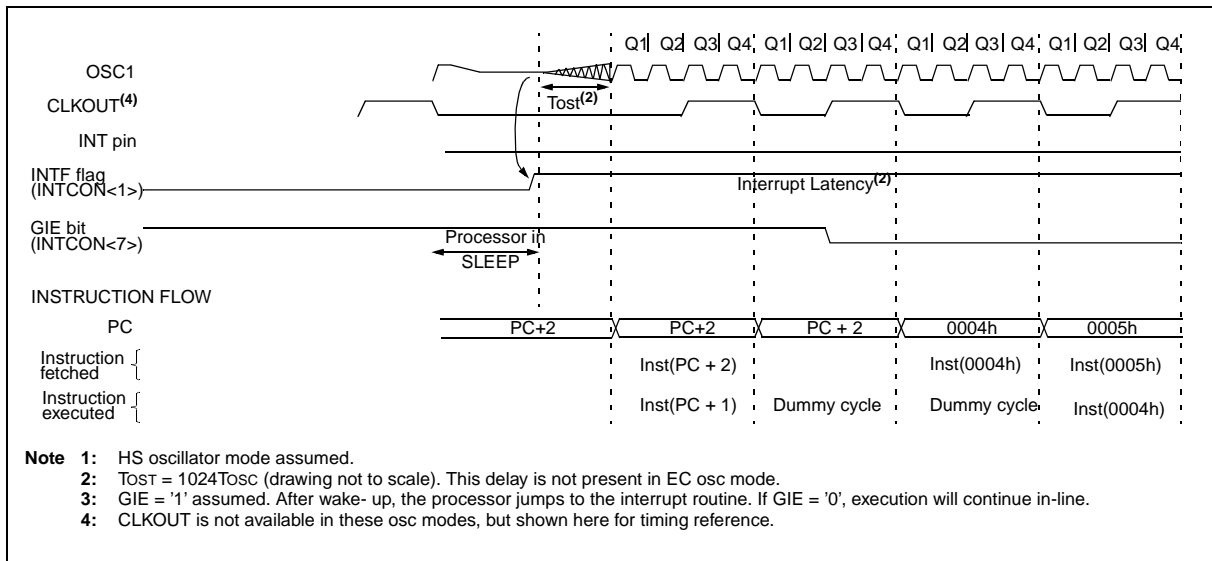 Q1 Q2 Q3 Q4 Q1 Q2 Q3 Q4 Q1 Q2 Q3 Q4 Q1 Q2 Q3 Q4
OSC1
CLKOUT(4)
Tost(2)
INT pin
INTF flag
(INTCON<1>)
Interrupt Latency(2)
GIE bit
(INTCON<7>)
Processor in
SLEEP
INSTRUCTION FLOW
PC PC+2 PC+2 PC + 2 0004h 0005h
Instruction
fetched
Inst(PC + 2) Inst(0004h) Inst(0005h)
Instruction
executed
Inst(PC + 1) Dummy cycle Dummy cycle Inst(0004h)
Note 1: HS oscillator mode assumed.
2: TOST = 1024TOSC (drawing not to scale). This delay is not present in EC osc mode.
3: GIE = '1' assumed. After wake- up, the processor jumps to the interrupt routine. If GIE = '0', execution will continue in-line.
4: CLKOUT is not available in these osc modes, but shown here for timing reference.